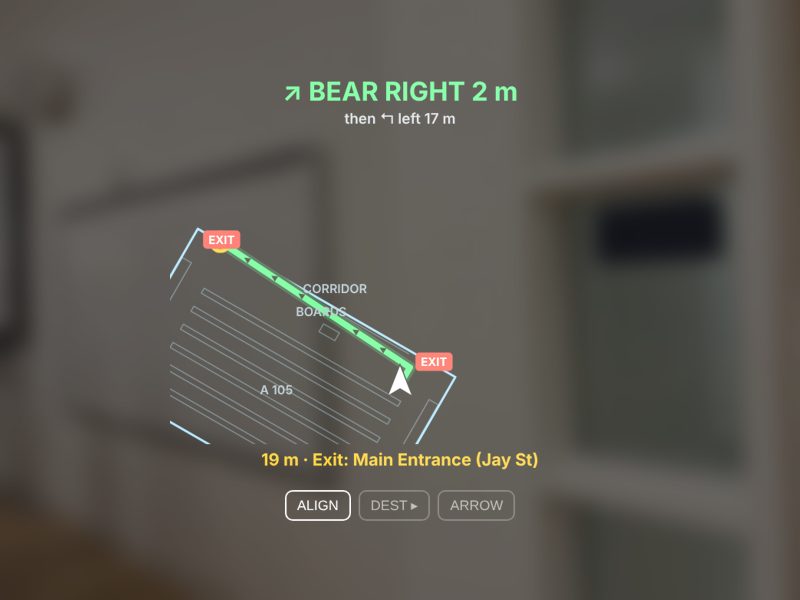 ↗ BEAR RIGHT 2 m
then ↰ left 17 m
EXIT
CORRIDOR
BOARDS
EXIT
A 105
19 m · Exit: Main Entrance (Jay St)
ALIGN
DEST ▸
ARROW